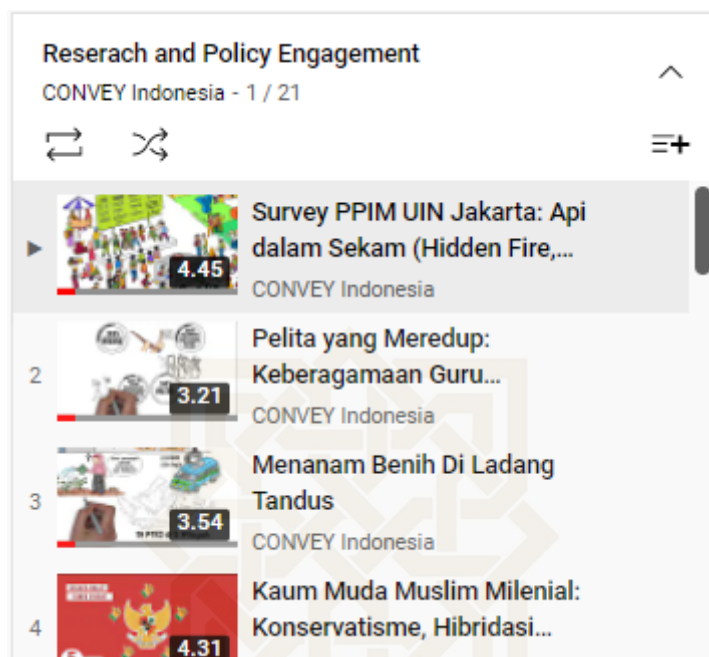 Reserach and Policy Engagement
CONVEY Indonesia - 1 / 21
4.45
Survey PPIM UIN Jakarta: Api
dalam Sekam (Hidden Fire,...
CONVEY Indonesia
2
3.21
Pelita yang Meredup:
Keberagamaan Guru...
CONVEY Indonesia
3
3.54
Menanam Benih Di Ladang
Tandus
CONVEY Indonesia
4
4.31
Kaum Muda Muslim Milenial:
Konservatisme, Hibridasi...